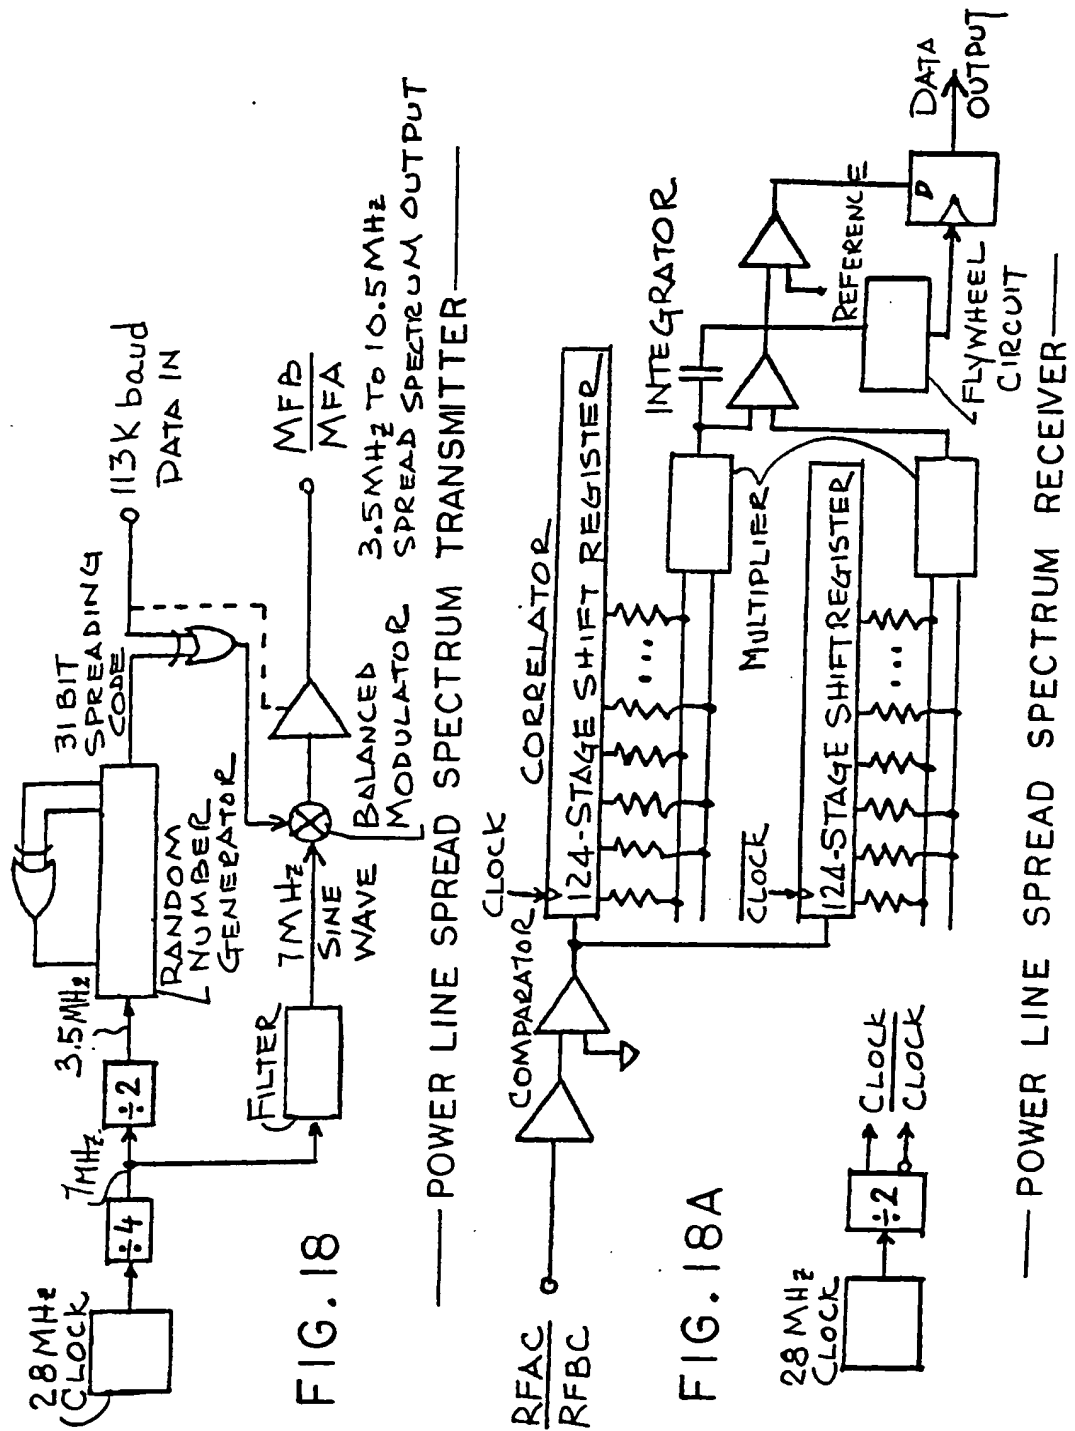 28MHz
CLOCK
÷4
7MHz.
÷2
3.5MHz
RANDOM
NUMBER
GENERATOR
31 BIT
SPREADING
CODE
113K baud
DATA IN
FILTER
7MHz
SINE
WAVE
BALANCED
MODULATOR
MFB
MFA
3.5MHz TO 10.5MHz
SPREAD SPECTRUM OUTPUT
FIG. 18
POWER LINE SPREAD SPECTRUM TRANSMITTER
RFAC
RFBC
COMPARATOR
CLOCK
CORRELATOR
124-STAGE SHIFT REGISTER
...
INTEGRATOR
MULTIPLIER
CLOCK
124-STAGE SHIFT REGISTER
...
REFERENCE
FLYWHEEL
CIRCUIT
D
DATA
OUTPUT
FIG. 18A
28MHz
CLOCK
÷2
CLOCK
CLOCK
POWER LINE SPREAD SPECTRUM RECEIVER